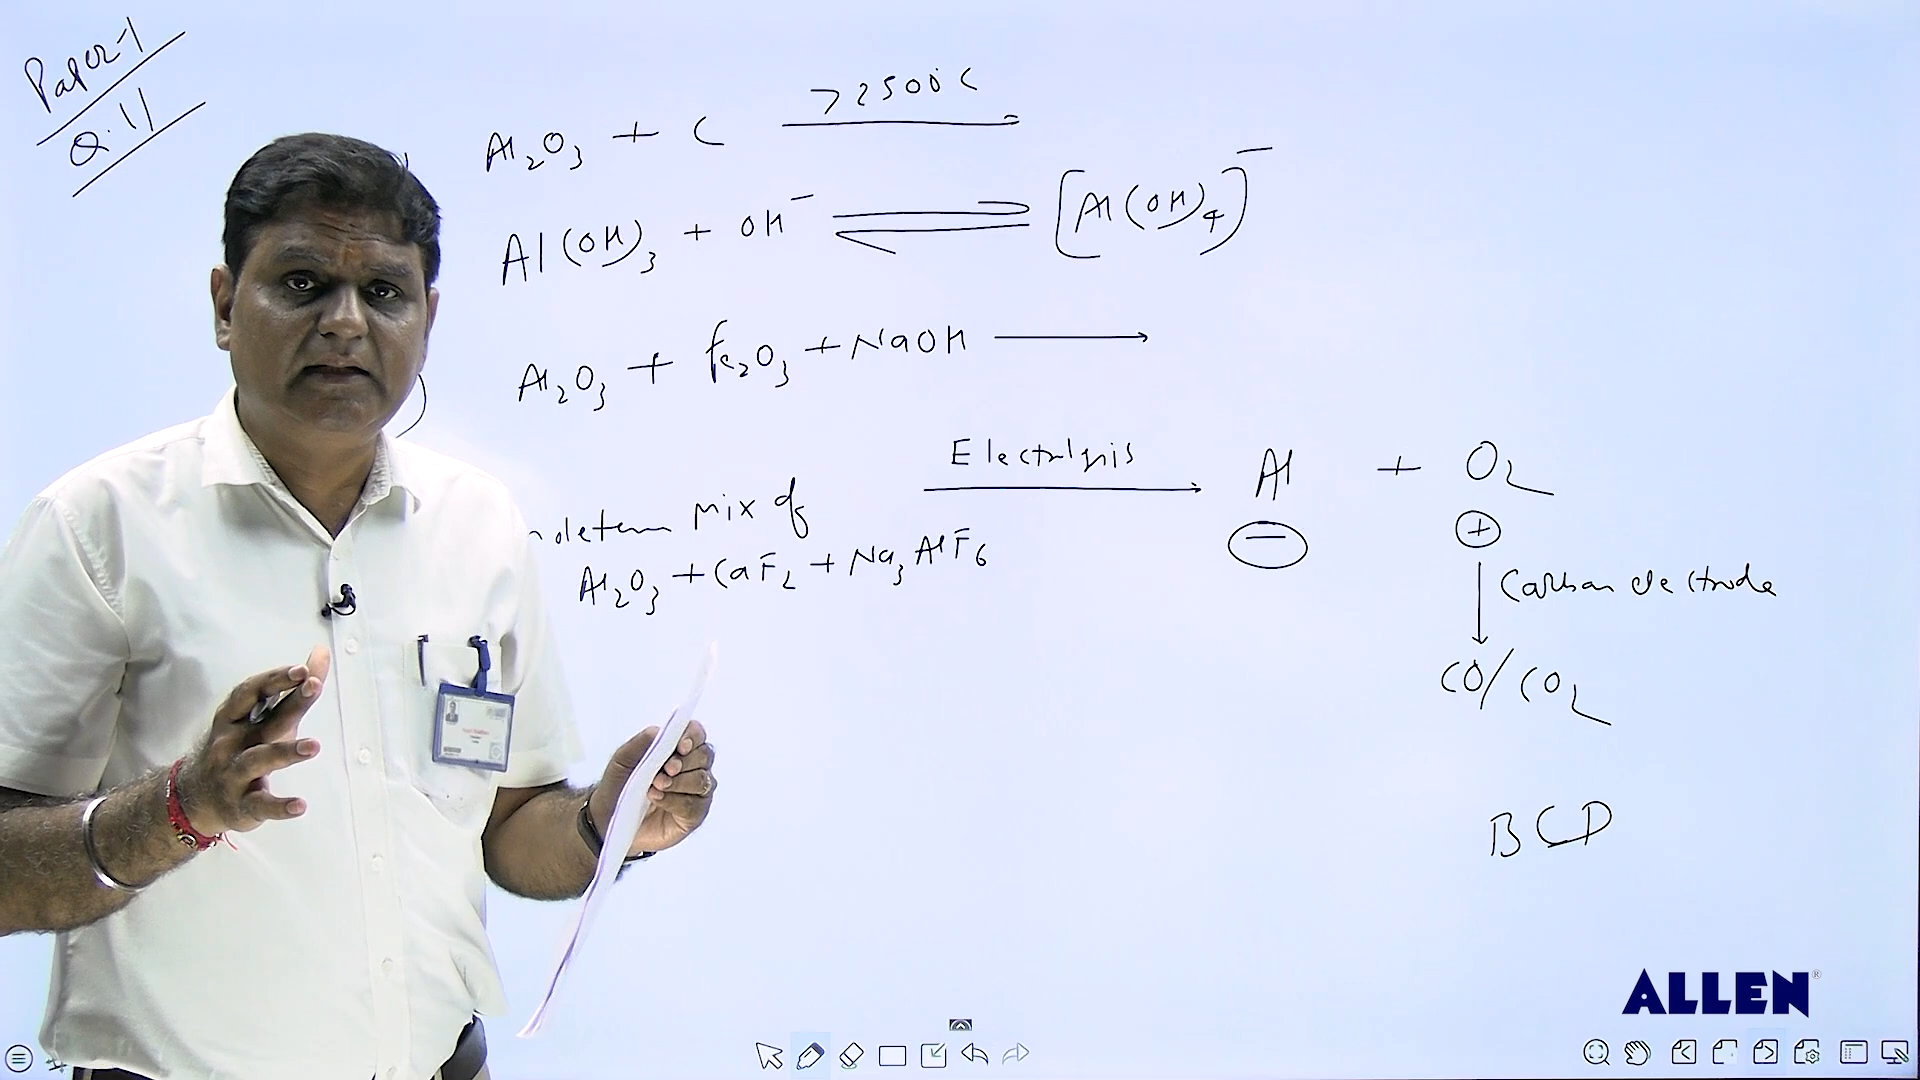 Paper-1
Q.11
Al₂O₃ + C >2500°C
Al(OH)₃ + OH⁻ ⇌ [Al(OH)₄]⁻
Al₂O₃ + Fe₂O₃ + NaOH ⟶
mix of Electrolysis ⟶ Al + O₂
Al₂O₃ + CaF₂ + Na₃AlF₆ ⊖ ⊕
Carbon electrode
CO/CO₂
BCD
ALLEN®